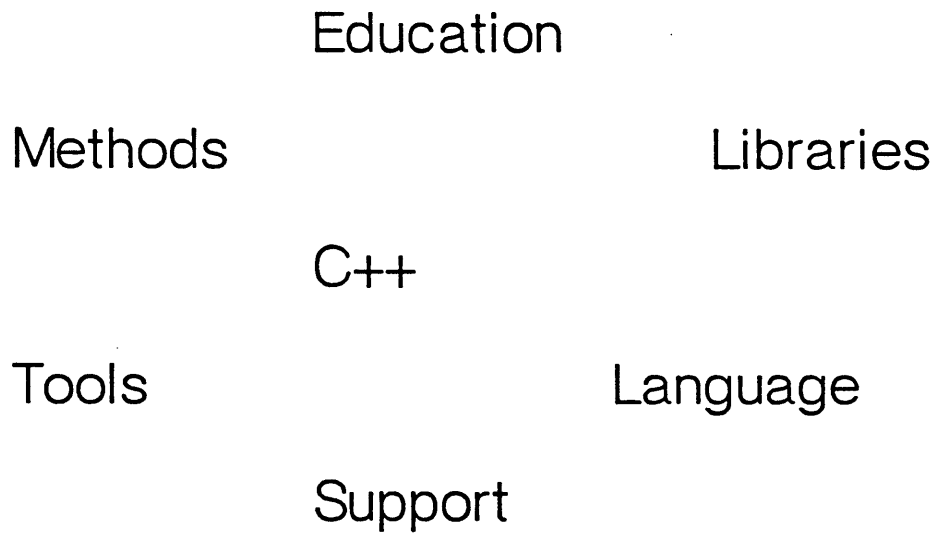 Education
Methods Libraries
C++
Tools Language
Support